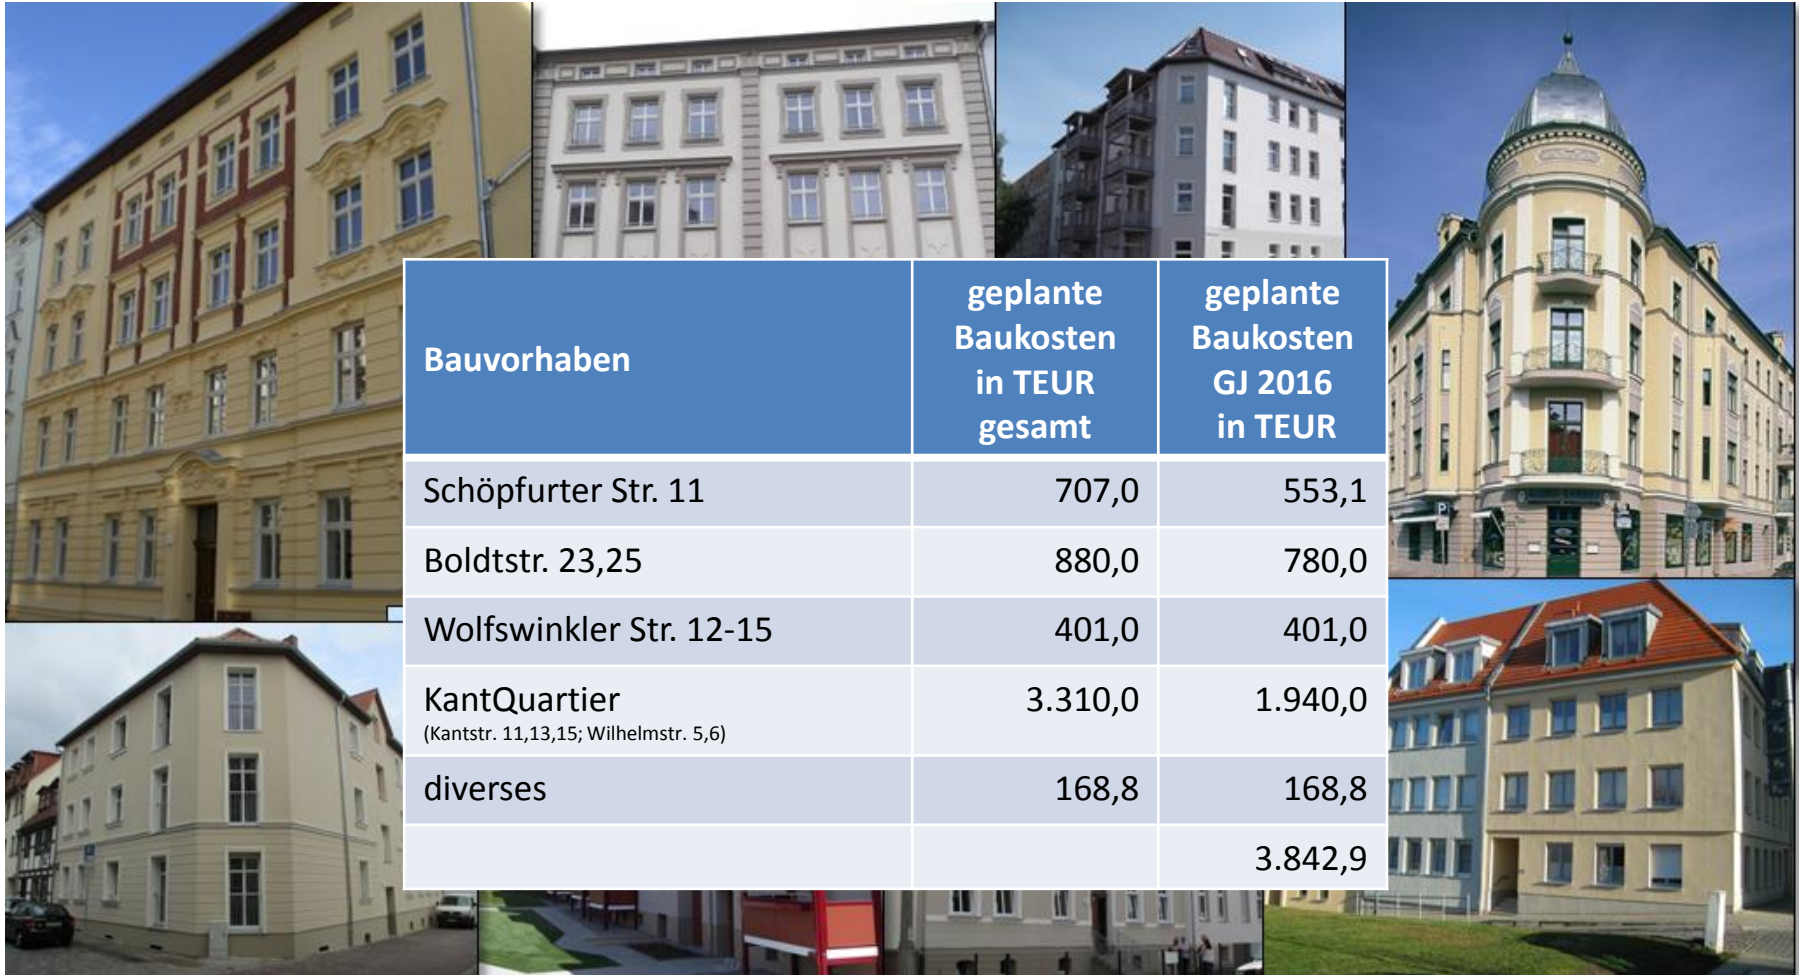 Bauvorhaben
geplante
Baukosten
in TEUR
gesamt
geplante
Baukosten
GJ 2016
in TEUR
Schöpfurter Str. 11 707,0 553,1
Boldtstr. 23,25 880,0 780,0
Wolfswinkler Str. 12-15 401,0 401,0
KantQuartier 3.310,0 1.940,0
(Kantstr. 11,13,15; Wilhelmstr. 5,6)
diverses 168,8 168,8
3.842,9
P